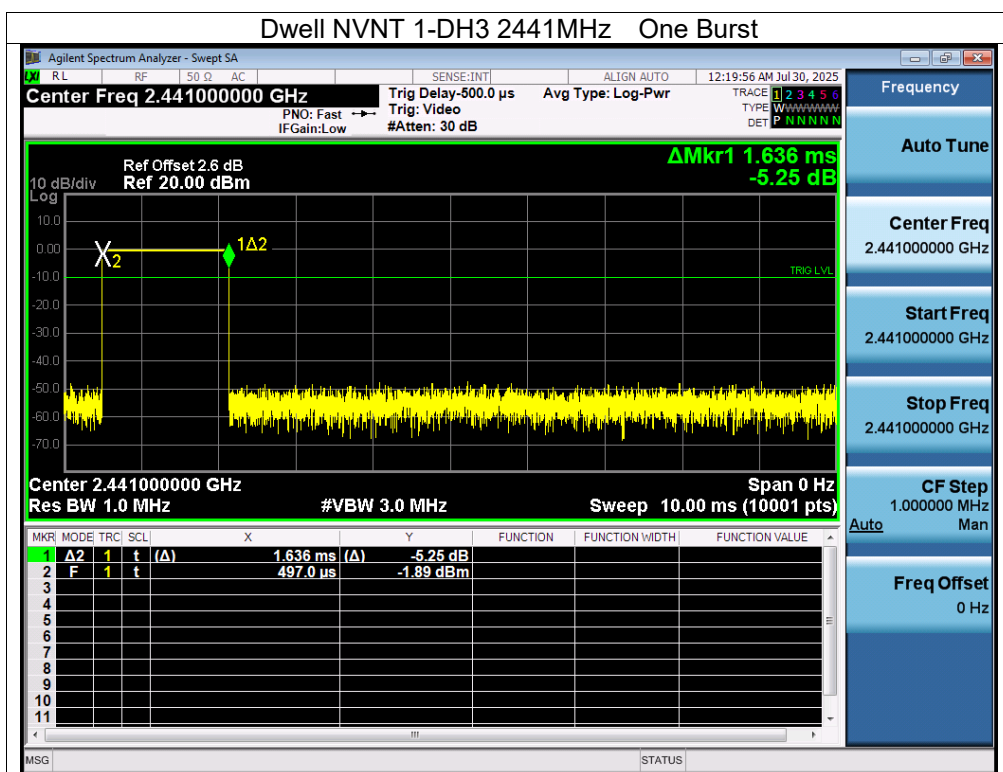 Dwell NVNT 1-DH3 2441MHz One Burst
Agilent Spectrum Analyzer - Swept SA
LXI RL RF 50 Ω AC SENSE:INT ALIGN AUTO 12:19:56 AM Jul 30, 2025
Center Freq 2.441000000 GHz
PNO: Fast
IFGain:Low
Trig Delay-500.0 µs
Trig: Video
#Atten: 30 dB
Avg Type: Log-Pwr
TRACE 1 2 3 4 5 6
TYPE WWWWWW
DET P N N N N N
ΔMkr1 1.636 ms
-5.25 dB
Ref Offset 2.6 dB
10 dB/div Ref 20.00 dBm
Log
10.0
0.00
-10.0
-20.0
-30.0
-40.0
-50.0
-60.0
-70.0
2
1Δ2
TRIG LVL
Center 2.441000000 GHz Span 0 Hz
Res BW 1.0 MHz #VBW 3.0 MHz Sweep 10.00 ms (10001 pts)
MKR MODE TRC SCL X Y FUNCTION FUNCTION WIDTH FUNCTION VALUE
1 Δ2 1 t (Δ) 1.636 ms (Δ) -5.25 dB
2 F 1 t 497.0 µs -1.89 dBm
3
4
5
6
7
8
9
10
11
MSG STATUS
Frequency
Auto Tune
Center Freq
2.441000000 GHz
Start Freq
2.441000000 GHz
Stop Freq
2.441000000 GHz
CF Step
1.000000 MHz
Auto Man
Freq Offset
0 Hz